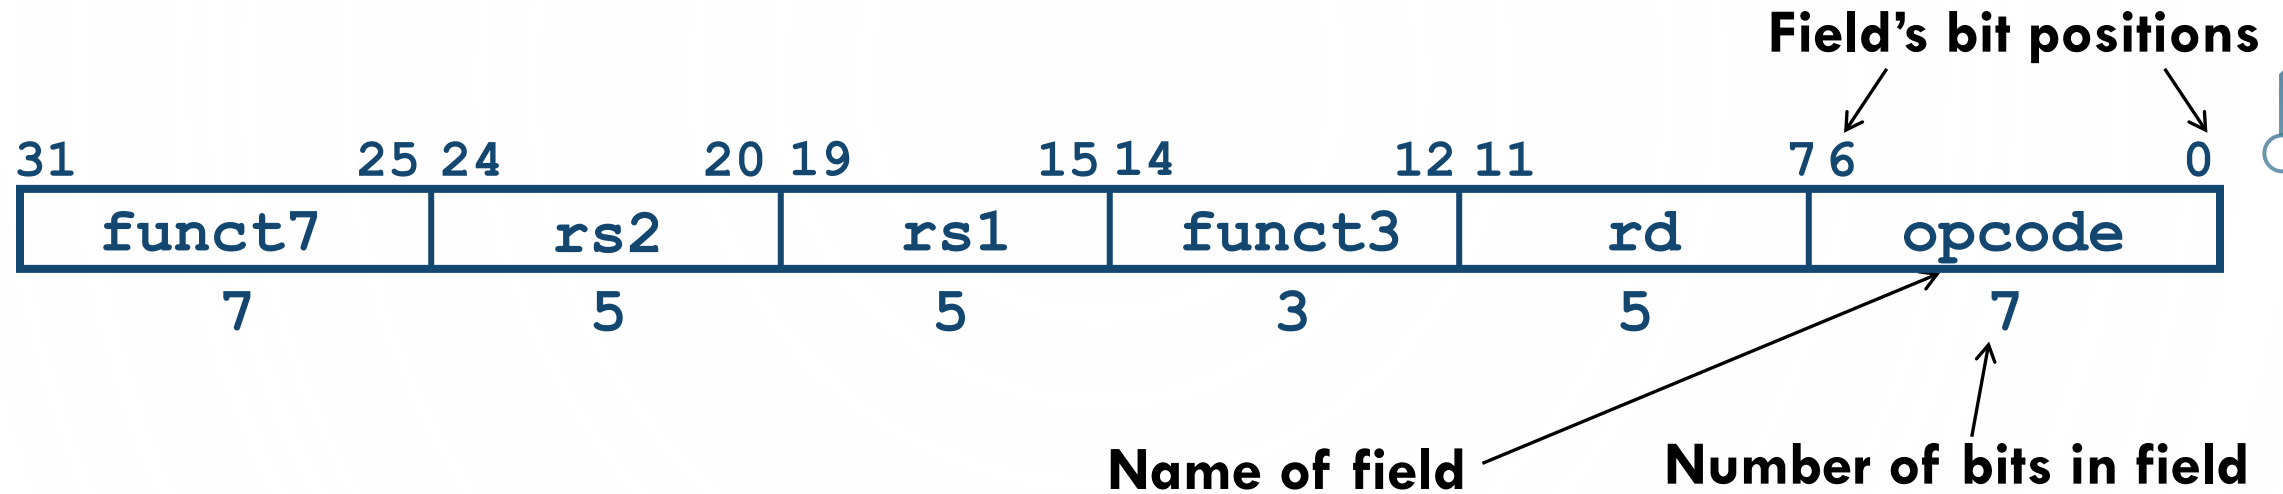 Field's bit positions
31 25 24 20 19 15 14 12 11 7 6 0
funct7 rs2 rs1 funct3 rd opcode
7 5 5 3 5 7
Name of field Number of bits in field